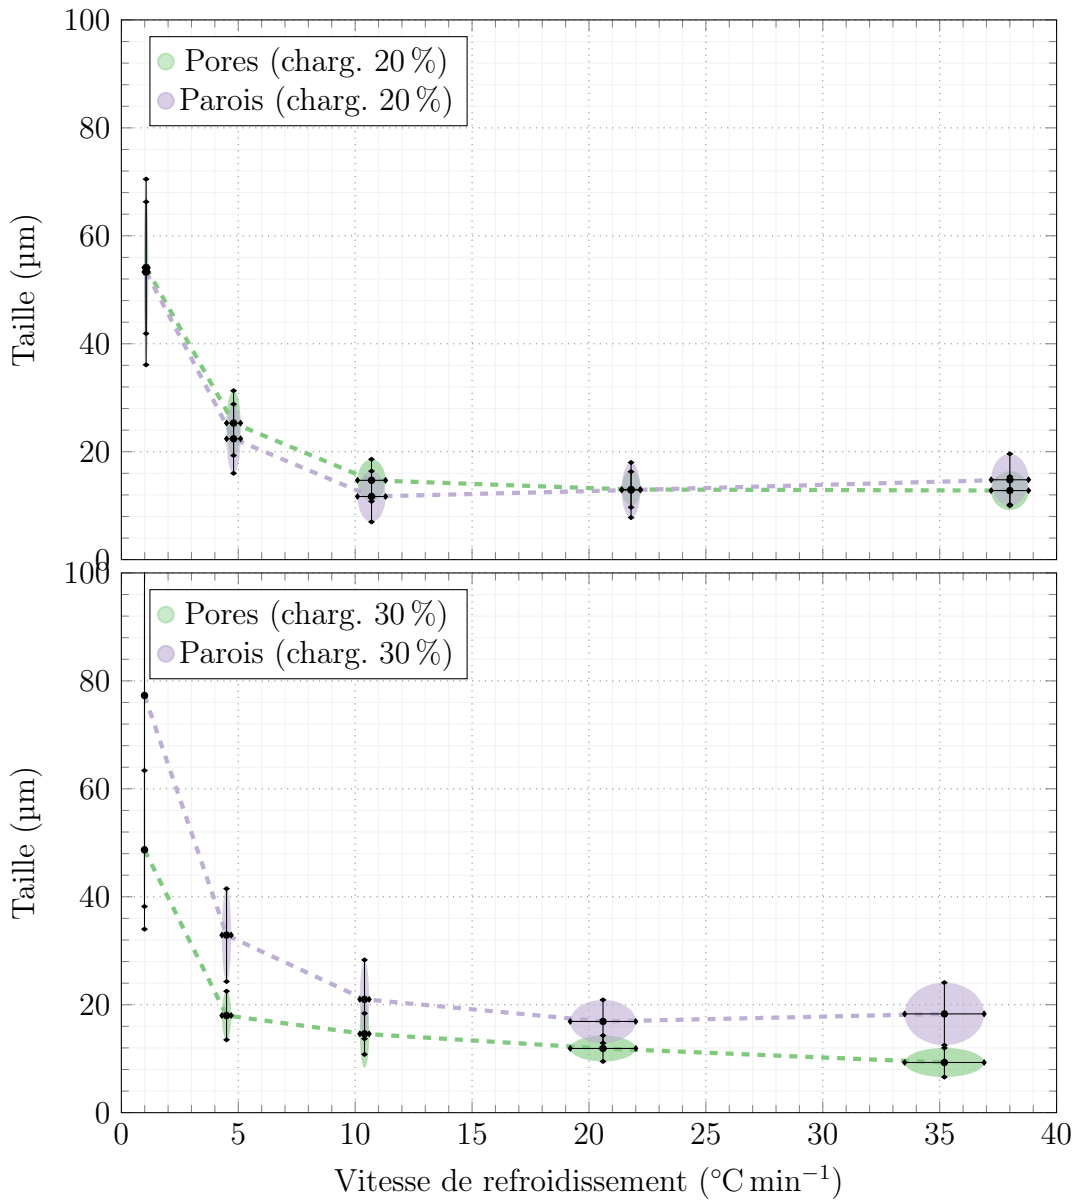 100
80
60
40
20
0
Taille (µm)
Pores (charg. 20 %)
Parois (charg. 20 %)
100
80
60
40
20
0
Taille (µm)
Pores (charg. 30 %)
Parois (charg. 30 %)
0 5 10 15 20 25 30 35 40
Vitesse de refroidissement (°C min⁻¹)